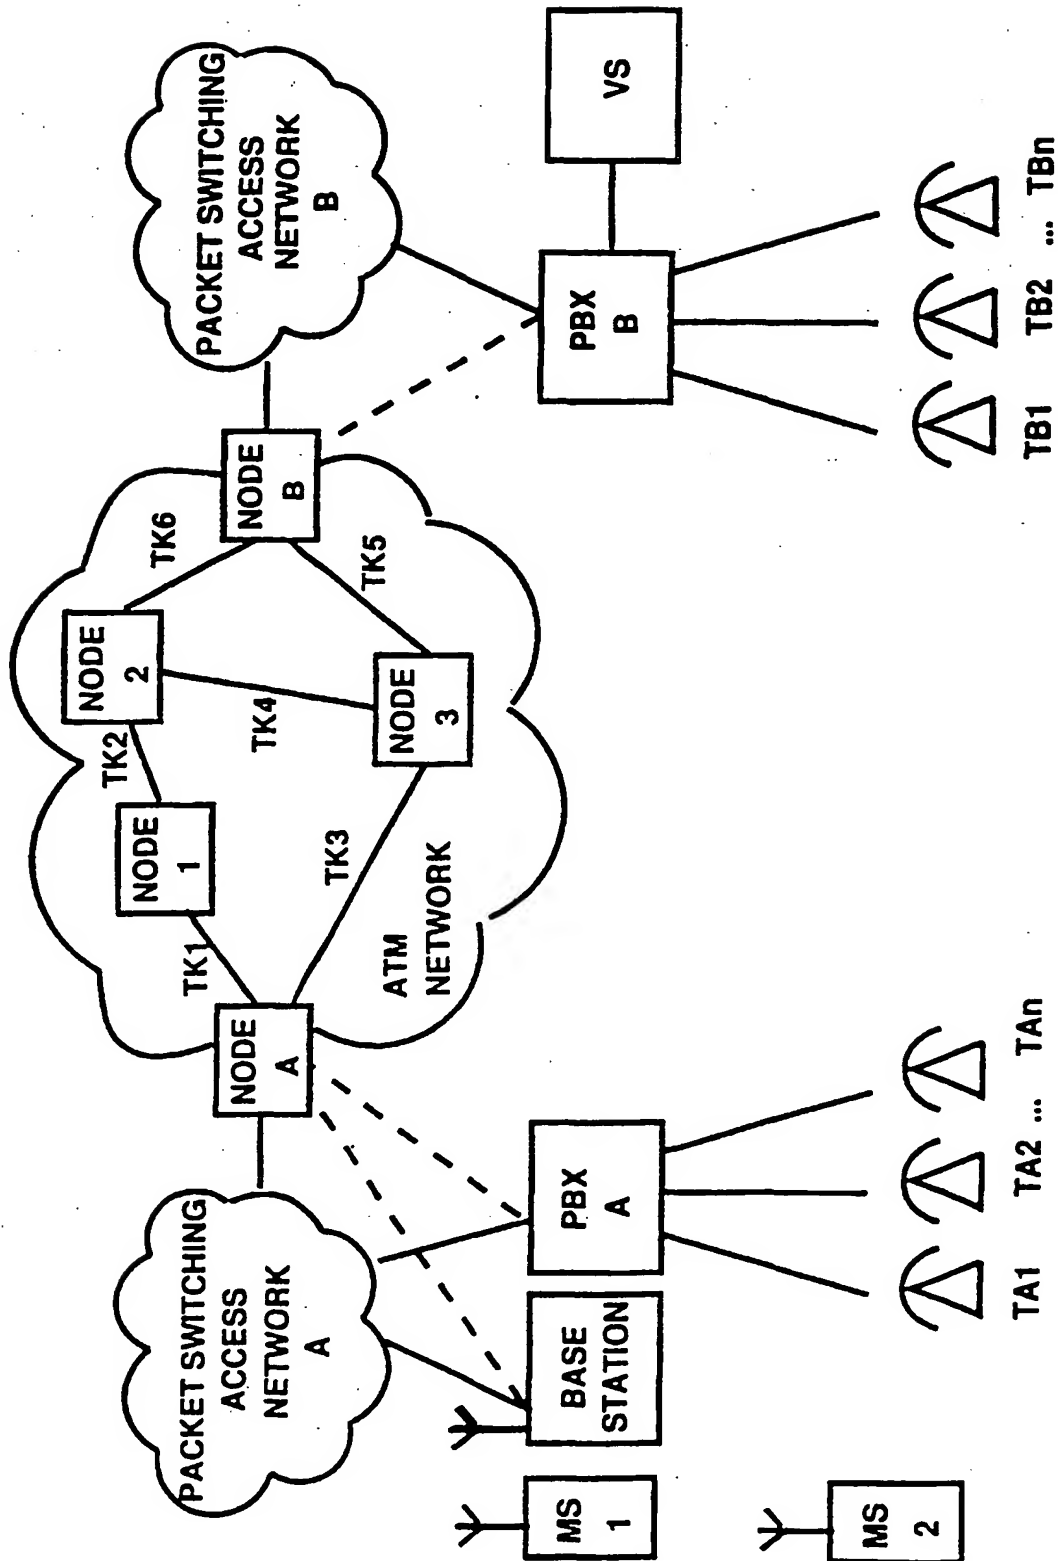 PACKET SWITCHING
ACCESS
NETWORK
A
NODE
A
TK1
NODE
1
TK2
NODE
2
TK6
NODE
B
PACKET SWITCHING
ACCESS
NETWORK
B
TK3
TK4
NODE
3
TK5
ATM
NETWORK
MS
1
BASE
STATION
PBX
A
PBX
B
VS
MS
2
TA1
TA2
...
TAn
TB1
TB2
...
TBn